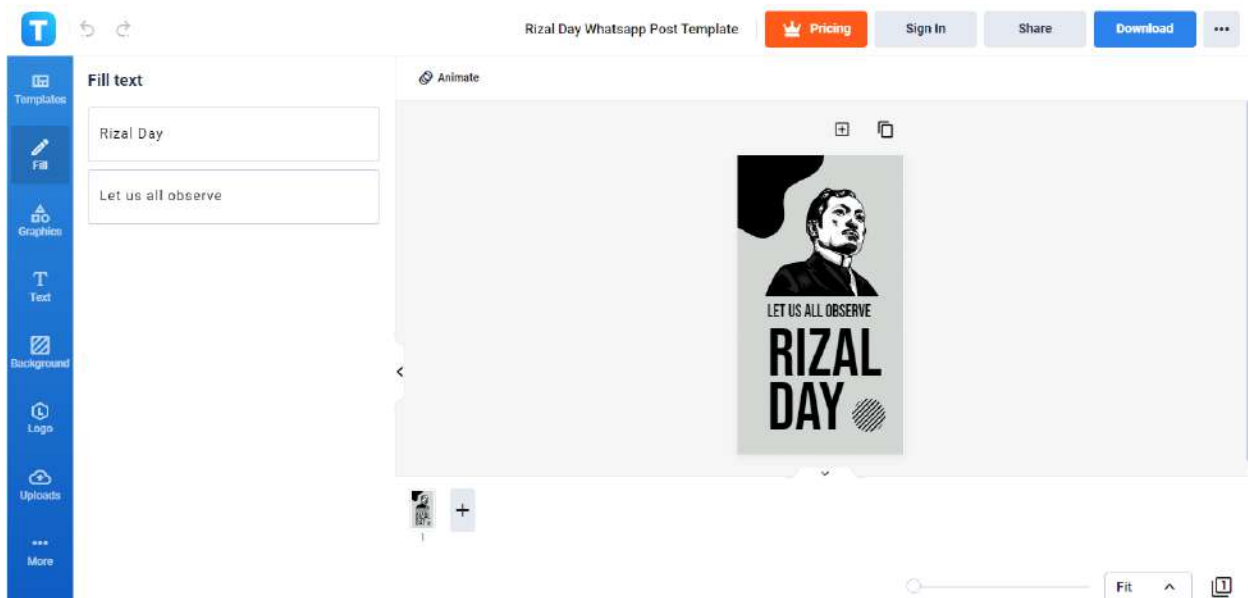 T
Rizal Day Whatsapp Post Template
Pricing
Sign In
Share
Download
Templates
Fill
Graphics
Text
Background
Logo
Uploads
More
Fill text
Rizal Day
Let us all observe
Animate
LET US ALL OBSERVE
RIZAL
DAY
1
Fit
1